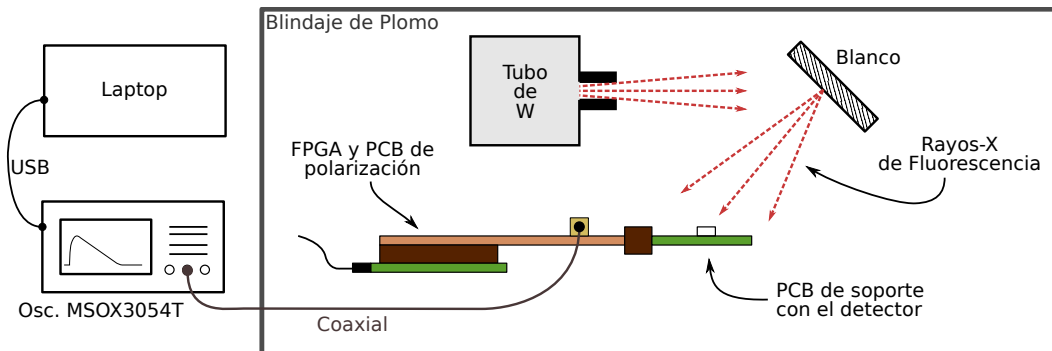 Blindaje de Plomo
Laptop
USB
Osc. MSOX3054T
Tubo
de
W
Blanco
Rayos-X
de Fluorescencia
FPGA y PCB de
polarización
Coaxial
PCB de soporte
con el detector